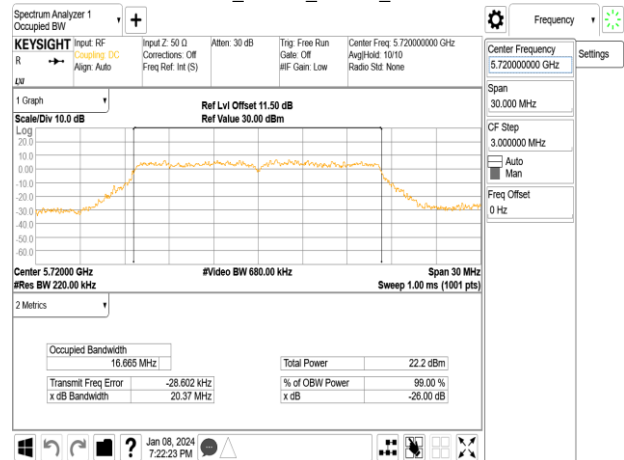 Spectrum Analyzer 1
Occupied BW
Frequency
KEYSIGHT
R
LXI
Input: RF
Coupling: DC
Align: Auto
Input Z: 50 Ω
Corrections: Off
Freq Ref: Int (S)
Atten: 30 dB
Trig: Free Run
Gate: Off
#IF Gain: Low
Center Freq: 5.720000000 GHz
Avg|Hold: 10/10
Radio Std: None
Center Frequency
5.720000000 GHz
Settings
Span
30.000 MHz
CF Step
3.000000 MHz
Auto
Man
Freq Offset
0 Hz
1 Graph
Scale/Div 10.0 dB
Ref Lvl Offset 11.50 dB
Ref Value 30.00 dBm
Log
20.0
10.0
0.00
-10.0
-20.0
-30.0
-40.0
-50.0
-60.0
Center 5.72000 GHz
#Res BW 220.00 kHz
#Video BW 680.00 kHz
Span 30 MHz
Sweep 1.00 ms (1001 pts)
2 Metrics
Occupied Bandwidth
16.665 MHz
Transmit Freq Error -28.602 kHz
x dB Bandwidth 20.37 MHz
Total Power 22.2 dBm
% of OBW Power 99.00 %
x dB -26.00 dB
?
Jan 08, 2024
7:22:23 PM